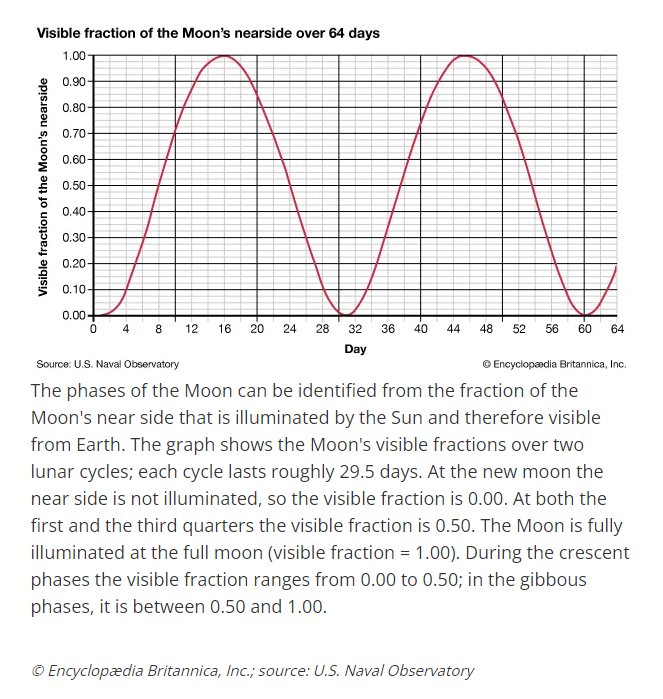 Visible fraction of the Moon's nearside over 64 days
Visible fraction of the Moon's nearside
1.00
0.90
0.80
0.70
0.60
0.50
0.40
0.30
0.20
0.10
0.00
0 4 8 12 16 20 24 28 32 36 40 44 48 52 56 60 64
Day
Source: U.S. Naval Observatory © Encyclopædia Britannica, Inc.
The phases of the Moon can be identified from the fraction of the
Moon's near side that is illuminated by the Sun and therefore visible
from Earth. The graph shows the Moon's visible fractions over two
lunar cycles; each cycle lasts roughly 29.5 days. At the new moon the
near side is not illuminated, so the visible fraction is 0.00. At both the
first and the third quarters the visible fraction is 0.50. The Moon is fully
illuminated at the full moon (visible fraction = 1.00). During the crescent
phases the visible fraction ranges from 0.00 to 0.50; in the gibbous
phases, it is between 0.50 and 1.00.
© Encyclopædia Britannica, Inc.; source: U.S. Naval Observatory